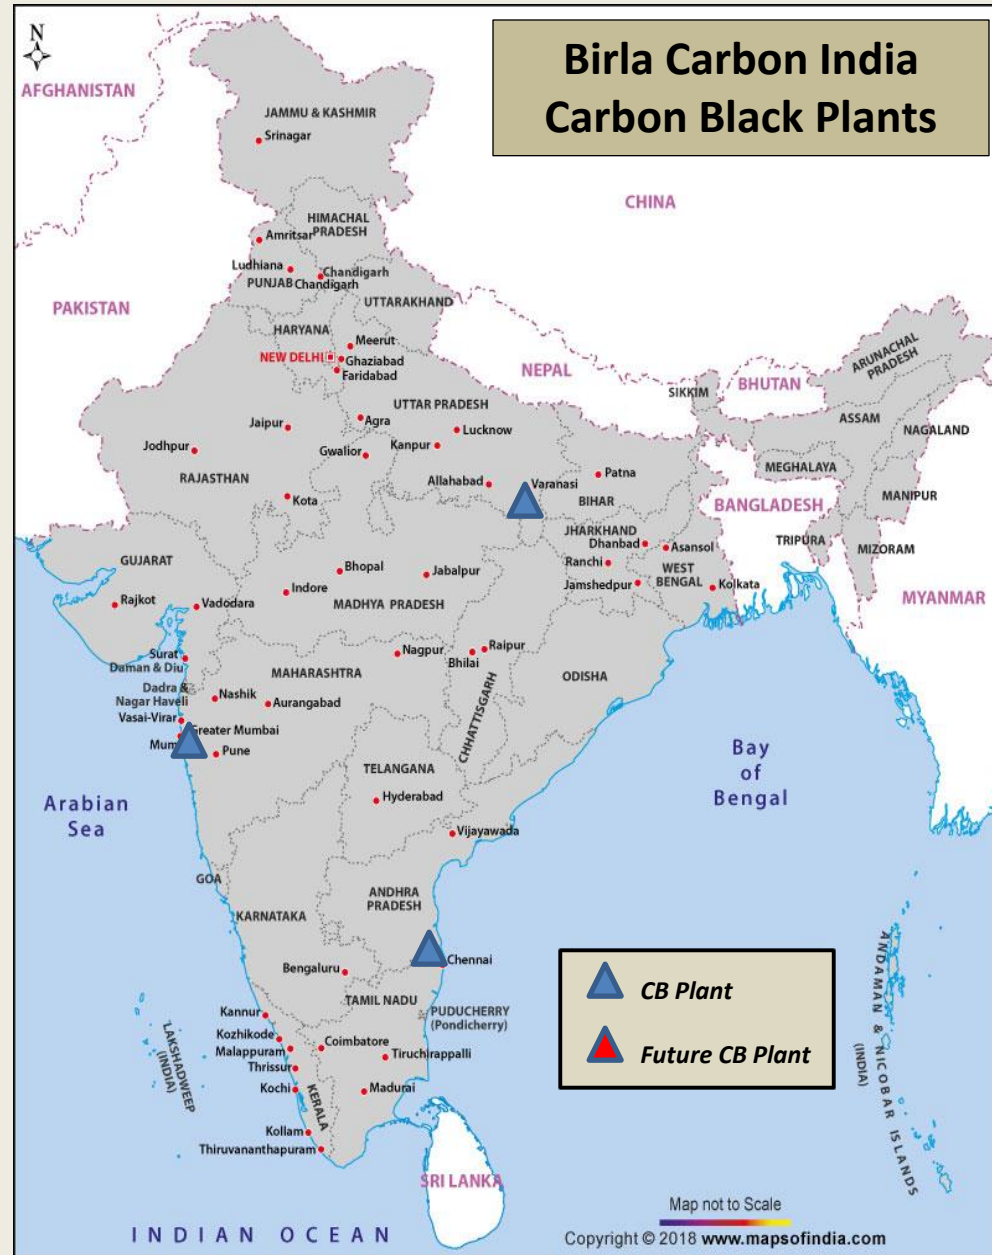 Birla Carbon India
Carbon Black Plants
N
AFGHANISTAN
JAMMU & KASHMIR
Srinagar
CHINA
HIMACHAL
PRADESH
Amritsar
Ludhiana
Chandigarh
PUNJAB
Chandigarh
UTTARAKHAND
PAKISTAN
HARYANA
Meerut
NEW DELHI
Ghaziabad
Faridabad
NEPAL
SIKKIM
BHUTAN
ARUNACHAL
PRADESH
UTTAR PRADESH
ASSAM
NAGALAND
Jaipur
Agra
Lucknow
Jodhpur
Gwalior
Kanpur
RAJASTHAN
Allahabad
Varanasi
Patna
MEGHALAYA
Kota
BIHAR
BANGLADESH
MANIPUR
JHARKHAND
Dhanbad
Asansol
TRIPURA
MIZORAM
GUJARAT
Bhopal
Jabalpur
Ranchi
WEST
BENGAL
Indore
Jamshedpur
Kolkata
MADHYA PRADESH
MYANMAR
Rajkot
Vadodara
Surat
Daman & Diu
Nagpur
Raipur
Bhilai
MAHARASHTRA
ODISHA
Dadra &
Nagar Haveli
Nashik
Aurangabad
CHHATTISGARH
Vasai-Virar
Greater Mumbai
Mum
Pune
Bay
of
Bengal
TELANGANA
Arabian
Sea
Hyderabad
Vijayawada
GOA
ANDHRA
PRADESH
KARNATAKA
Chennai
Bengaluru
CB Plant
Future CB Plant
TAMIL NADU
PUDUCHERRY
(Pondicherry)
Kannur
Kozhikode
Coimbatore
Malappuram
Tiruchirappalli
Thrissur
LAKSHADWEEP
(INDIA)
Kochi
KERALA
Madurai
ANDAMAN & NICOBAR ISLANDS
(INDIA)
Kollam
Thiruvananthapuram
SRI LANKA
Map not to Scale
INDIAN OCEAN
Copyright © 2018 www.mapsofindia.com